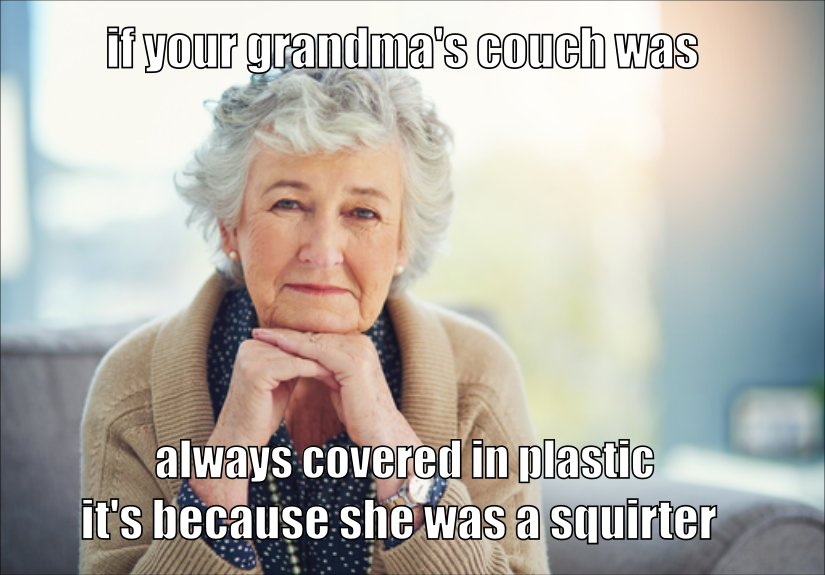 if your grandma's couch was
always covered in plastic
it's because she was a squirter